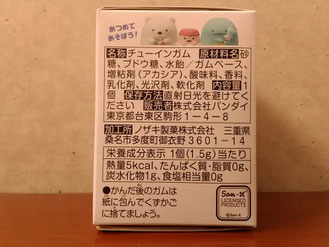 あつめて
あそぼう!
名称 チューインガム 原材料名 砂
糖、ブドウ糖、水飴／ガムベース、
増粘剤(アカシア)、酸味料、香料、
乳化剤、光沢剤、軟化剤 内容量 1
個 保存方法 直射日光を避けてく
ださい 販売者 株式会社バンダイ
東京都台東区駒形1-4-8
加工所 ノザキ製菓株式会社 三重県
桑名市多度町御衣野3601-14
栄養成分表示 1個(1.5g)当たり
熱量5kcal、たんぱく質・脂質0g、
炭水化物1g、食塩相当量0g
●かんだ後のガムは
紙に包んでくずかご
に捨てましょう。
San-X
LICENSED
PRODUCTS
©San-X